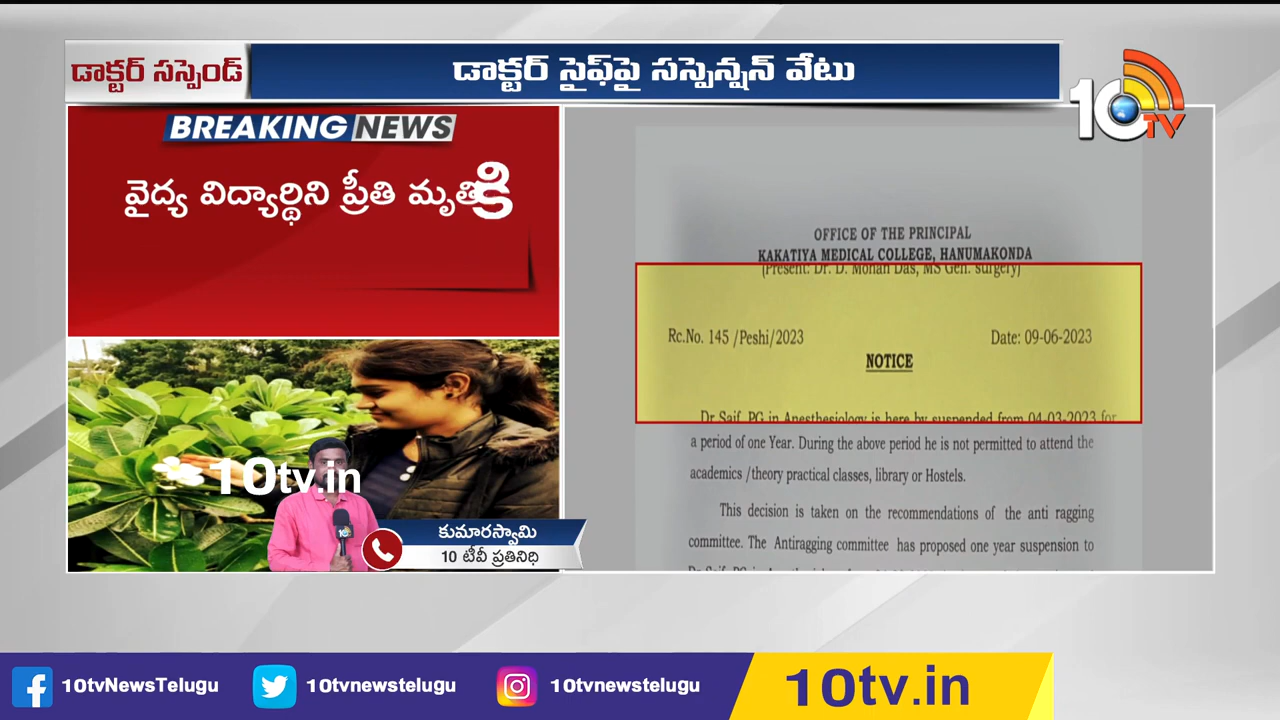 డాక్టర్ సస్పెండ్
డాక్టర్ సైఫ్‌పై సస్పెన్షన్ వేటు
10TV
BREAKING NEWS
వైద్య విద్యార్థిని ప్రీతి మృతికి
OFFICE OF THE PRINCIPAL
KAKATIYA MEDICAL COLLEGE, HANUMAKONDA
(Present: Dr. D. Mohan Das, MS Gen. surgery)
Rc.No. 145 /Peshi/2023
Date: 09-06-2023
NOTICE
Dr Saif, PG in Anesthesiology is here by suspended from 04-03-2023 for
a period of one Year. During the above period he is not permitted to attend the
academics /theory practical classes, library or Hostels.
This decision is taken on the recommendations of the anti ragging
committee. The Antiragging committee has proposed one year suspension to
10tv.in
కుమారస్వామి
10 టీవీ ప్రతినిధి
10tvNewsTelugu
10tvnewstelugu
10tvnewstelugu
10tv.in